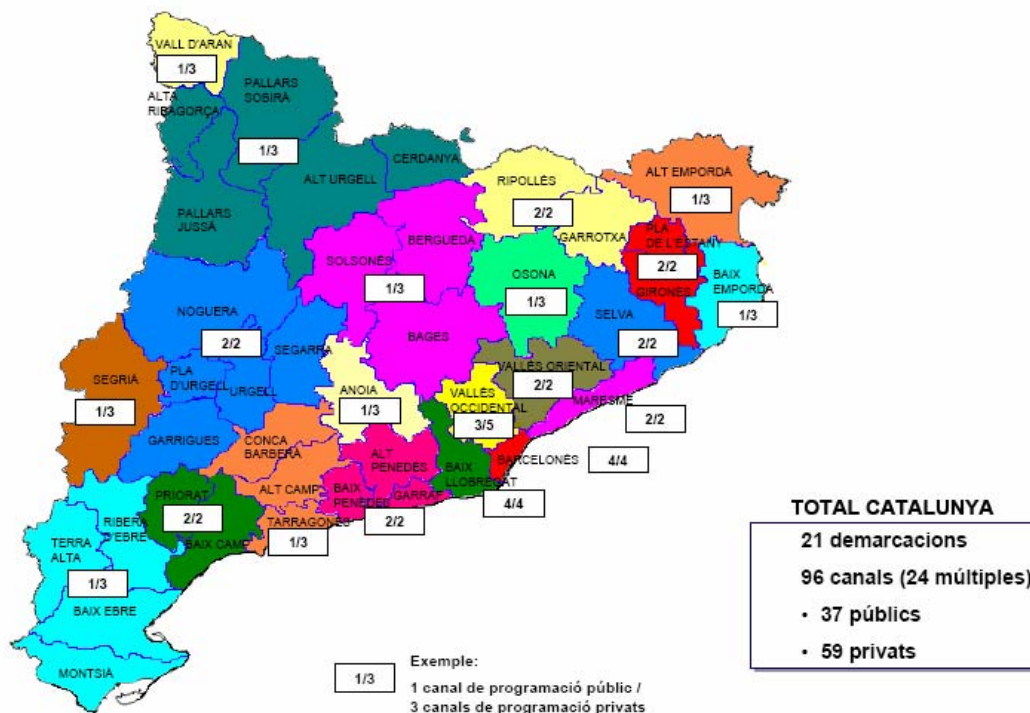 VALL D'ARAN
1/3
PALLARS
SOBIRÀ
ALTA
RIBAGORÇA
1/3
CERDANYA
ALT URGELL
PALLARS
JUSSÀ
RIPOLLÈS
2/2
GARROTXA
ALT EMPORDA
1/3
PLA
DE L'ESTANY
2/2
GIRONÈS
BAIX
EMPORDA
1/3
BERGUEDA
SOLSONÈS
1/3
BAGES
OSONA
1/3
SELVA
2/2
NOGUERA
2/2
SEGARRA
PLA
D'URGELL
URGELL
SEGRIÀ
1/3
GARRIGUES
ANOIA
1/3
VALLÈS ORIENTAL
2/2
VALLÈS
OCCIDENTAL
3/5
MARESME
2/2
CONCA
BARBERÀ
ALT
PENEDÈS
BAIX
LLOBREGAT
BARCELONÈS
4/4
4/4
ALT CAMP
BAIX
PENEDÈS
GARRAF
2/2
PRIORAT
2/2
TARRAGONÈS
1/3
BAIX CAMP
RIBERA
D'EBRE
TERRA
ALTA
1/3
BAIX EBRE
MONTSIÀ
TOTAL CATALUNYA
21 demarcacions
96 canals (24 múltiples)
• 37 públics
• 59 privats
1/3
Exemple:
1 canal de programació públic /
3 canals de programació privats